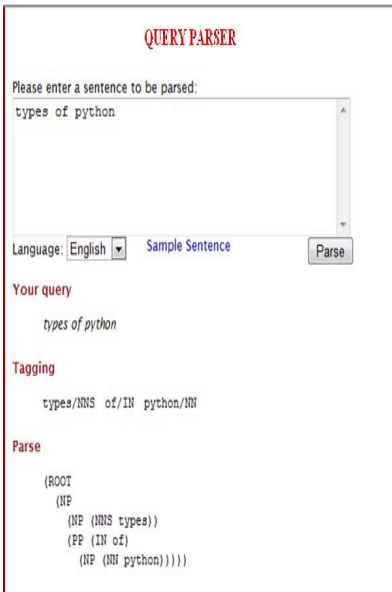 QUERY PARSER
Please enter a sentence to be parsed:
types of python
Language: English Sample Sentence Parse
Your query
types of python
Tagging
types/NNS of/IN python/NN
Parse
(ROOT
(NP
(NP (NNS types))
(PP (IN of)
(NP (NN python)))))